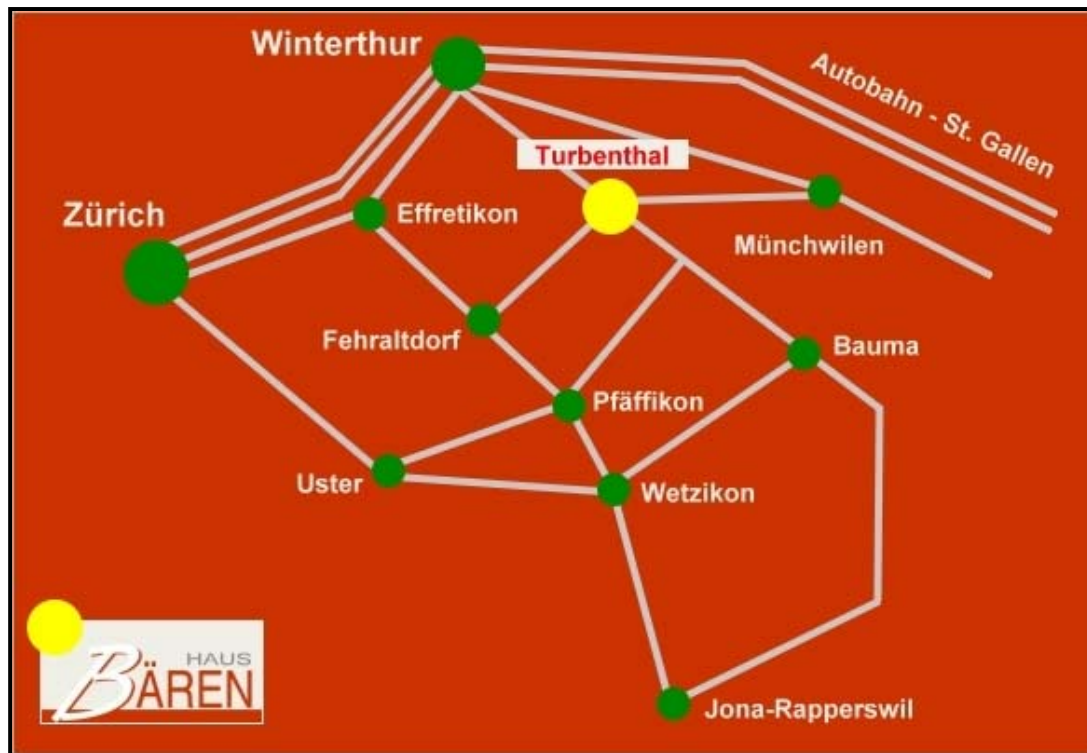 Winterthur
Autobahn - St. Gallen
Turbenthal
Zürich
Effretikon
Münchwilen
Fehraltdorf
Bauma
Pfäffikon
Uster
Wetzikon
HAUS
BÄREN
Jona-Rapperswil